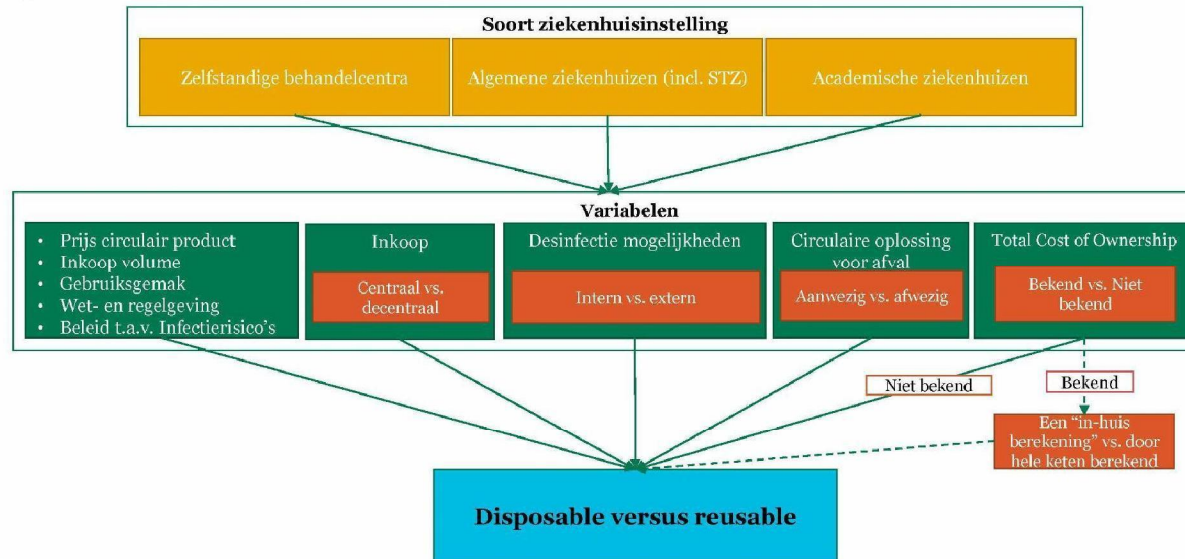 Soort ziekenhuisinstelling
Zelfstandige behandelcentra
Algemene ziekenhuizen (incl. STZ)
Academische ziekenhuizen
Variabelen
• Prijs circulair product
• Inkoop volume
• Gebruiksgemak
• Wet- en regelgeving
• Beleid t.a.v. Infectierisico's
Inkoop
Centraal vs.
decentraal
Desinfectie mogelijkheden
Intern vs. extern
Circulaire oplossing
voor afval
Aanwezig vs. afwezig
Total Cost of Ownership
Bekend vs. Niet
bekend
Niet bekend
Bekend
Een “in-huis
berekening” vs. door
hele keten berekend
Disposable versus reusable